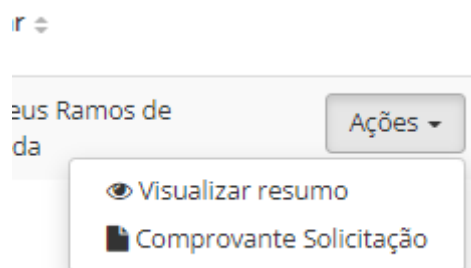 r
eus Ramos de
da
Ações
Visualizar resumo
Comprovante Solicitação